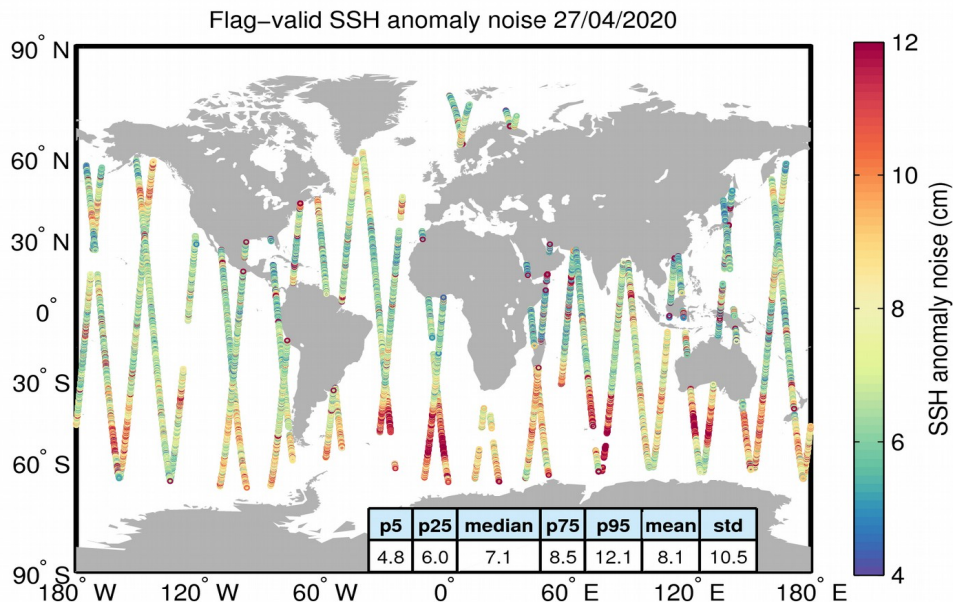 Flag−valid SSH anomaly noise 27/04/2020
90° N
60° N
30° N
0°
30° S
60° S
90° S
180° W
120° W
60° W
0°
60° E
120° E
180° E
p5 p25 median p75 p95 mean std
4.8 6.0 7.1 8.5 12.1 8.1 10.5
12
10
8
6
4
SSH anomaly noise (cm)